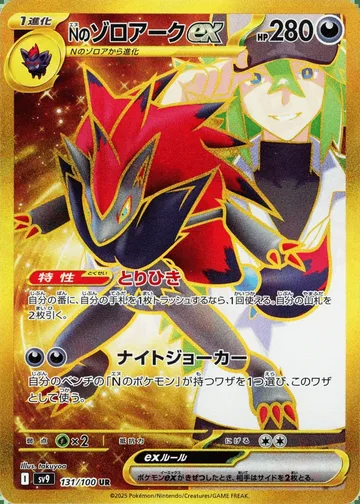 1進化
Nのゾロアークex
HP280
Nのゾロアから進化
特性 とりひき
自分の番に、自分の手札を1枚トラッシュするなら、1回使える。自分の山札
を2枚引く。
ナイトジョーカー
自分のベンチの「Nのポケモン」が持つワザを1つ選び、このワザ
として使う。
弱点 ×2 抵抗力 にげる
illus. takuyoa
I sv9 131/100 UR
exルール
ポケモンexがきぜつしたとき、相手はサイドを2枚とる。
©2025 Pokémon/Nintendo/Creatures/GAME FREAK.